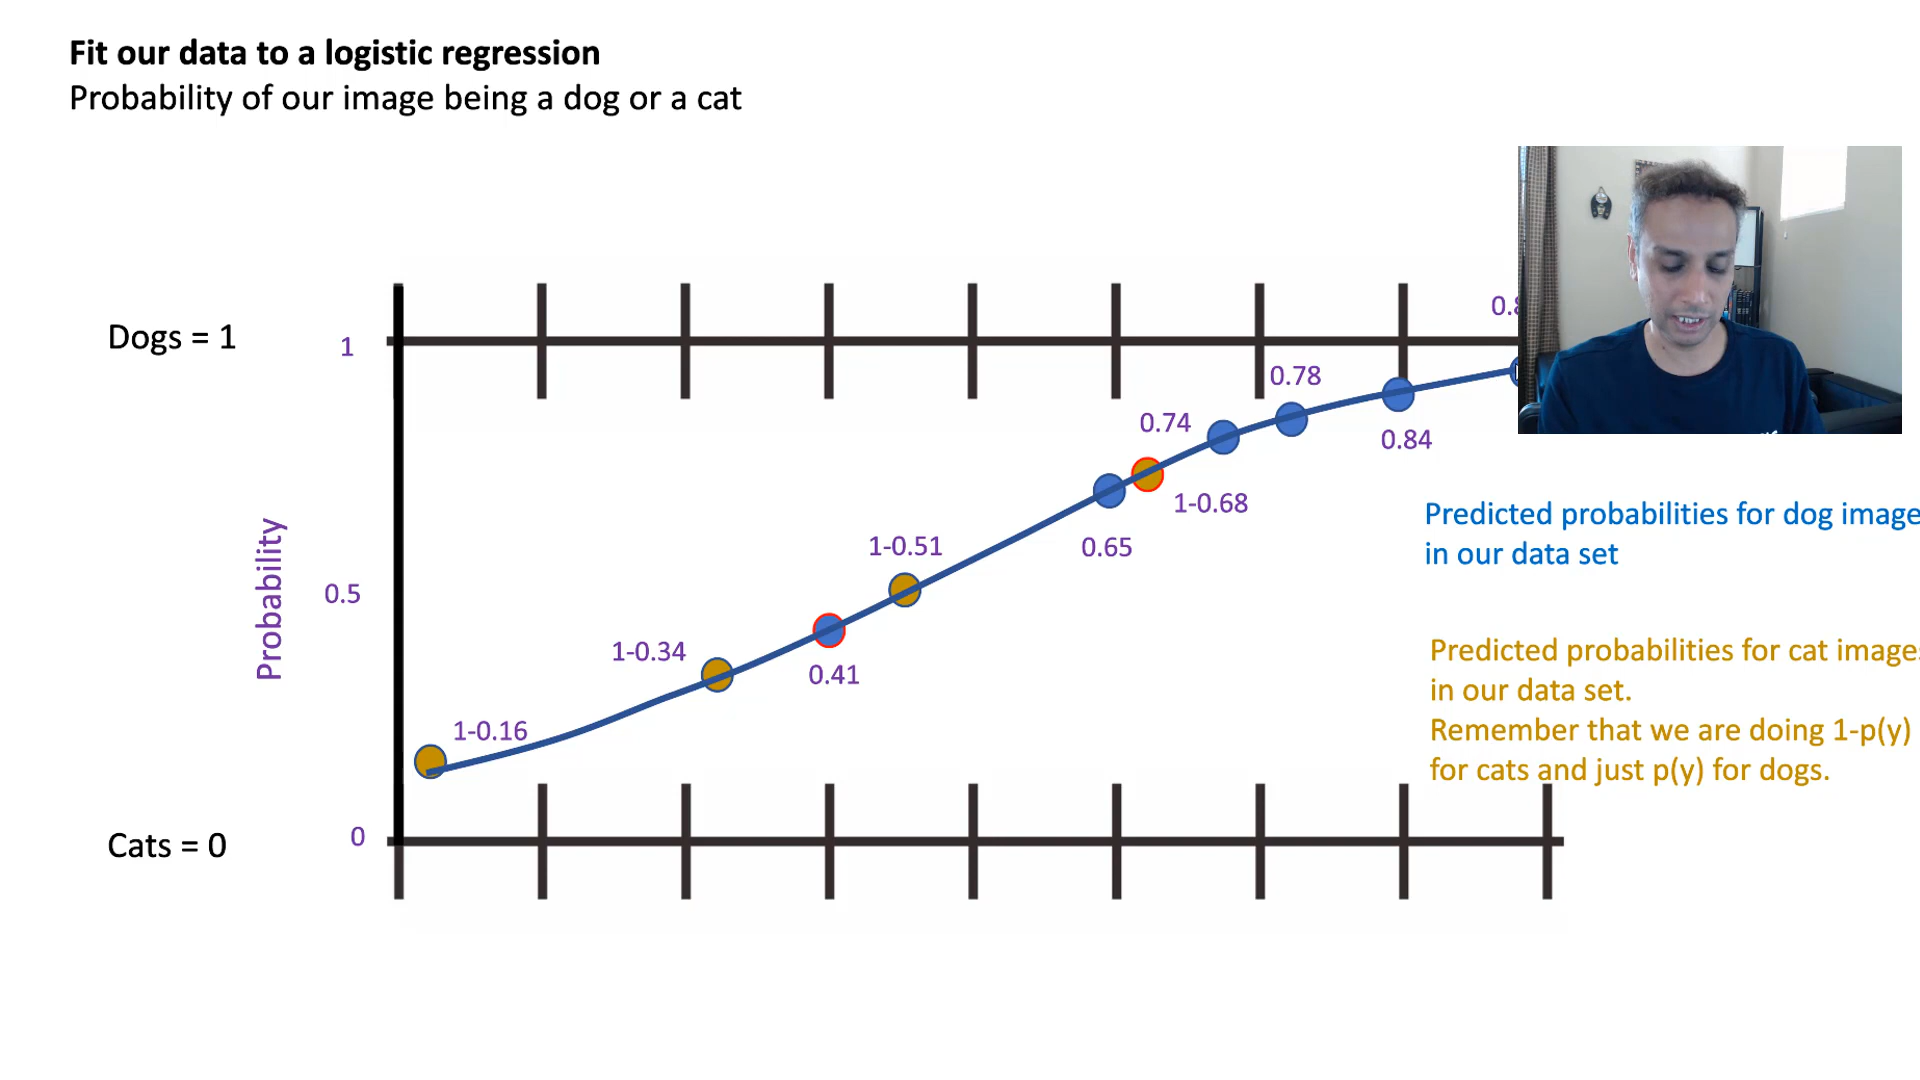 Fit our data to a logistic regression
Probability of our image being a dog or a cat
Dogs = 1
1
0.78
0.74
0.84
1-0.68
1-0.51
0.65
Probability
0.5
1-0.34
0.41
1-0.16
Cats = 0
0
Predicted probabilities for dog image
in our data set
Predicted probabilities for cat images
in our data set.
Remember that we are doing 1-p(y)
for cats and just p(y) for dogs.